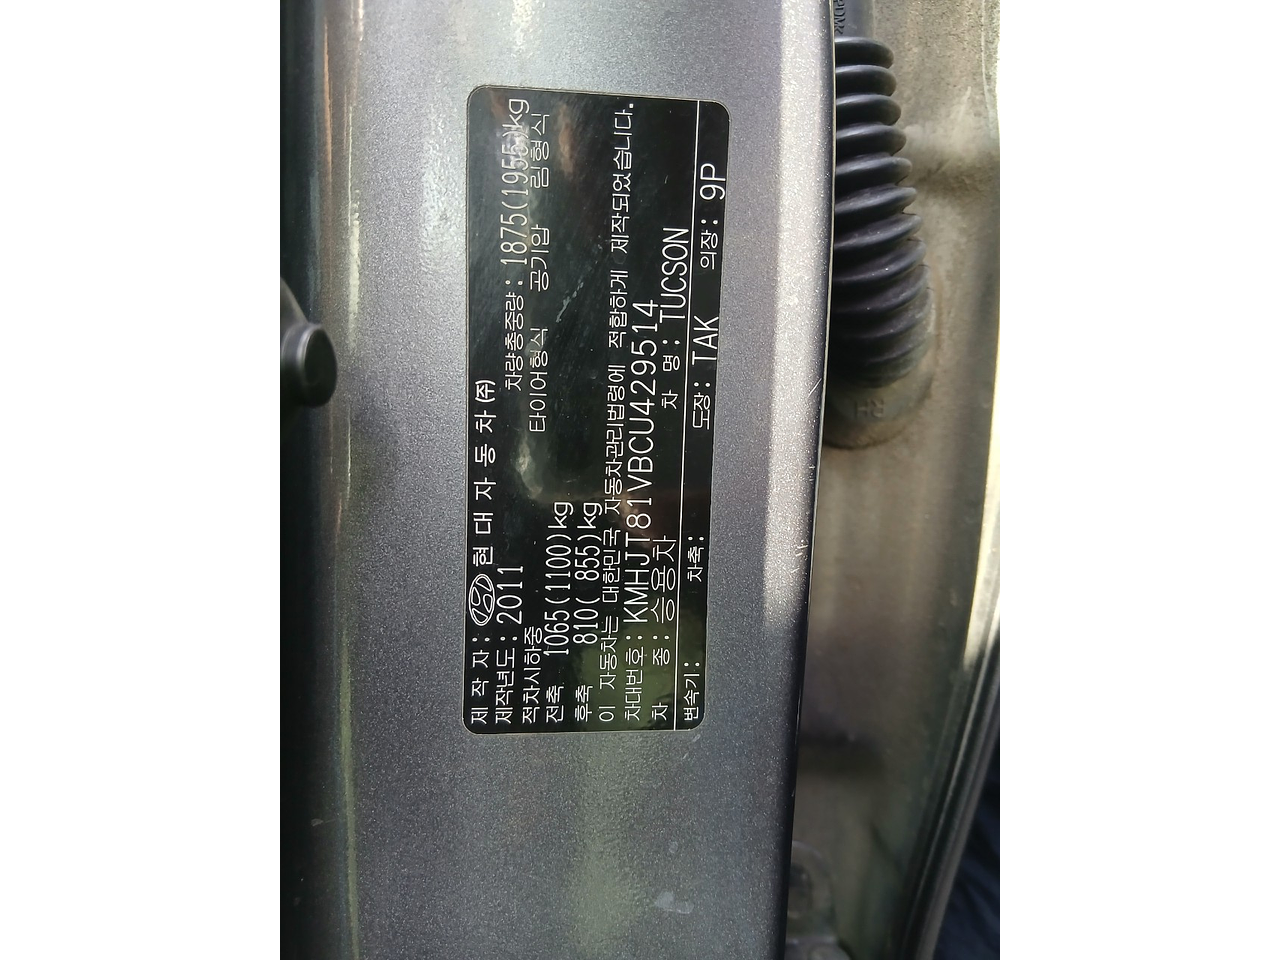 제 작 자: 현 대 자 동 차 (주)
제작년도: 2011
적차시하중 차량총중량: 1875(1955)kg
전축 1065(1100)kg 타이어형식 공기압 림형식
후축 810( 855)kg
이 자동차는 대한민국 자동차관리법령에 적합하게 제작되었습니다.
차대번호: KMHJT81VBCU429514
차 종: 승용차 차 명: TUCSON
변속기: 차축: 도장: TAK 의장: 9P
RH